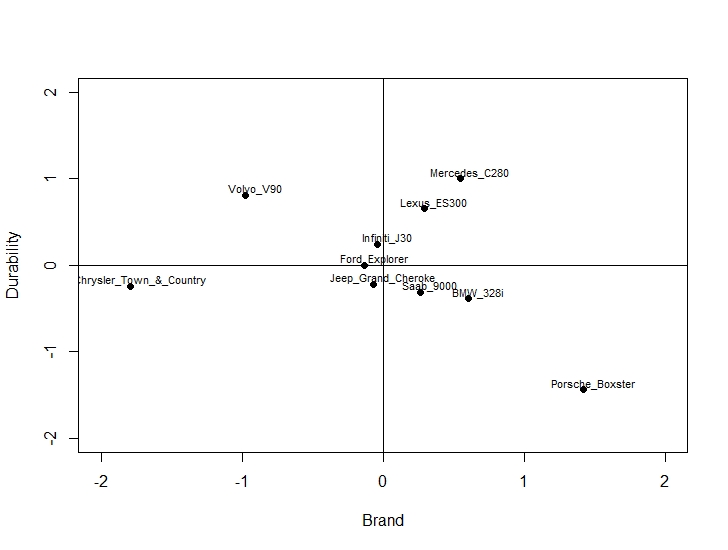 2
1
0
-1
-2
Durability
Mercedes_C280
Volvo_V90
Lexus_ES300
Infiniti_J30
Ford_Explorer
Jeep_Grand_Cheroke
Chrysler_Town_&_Country
Saab_9000
BMW_328i
Porsche_Boxster
-2 -1 0 1 2
Brand